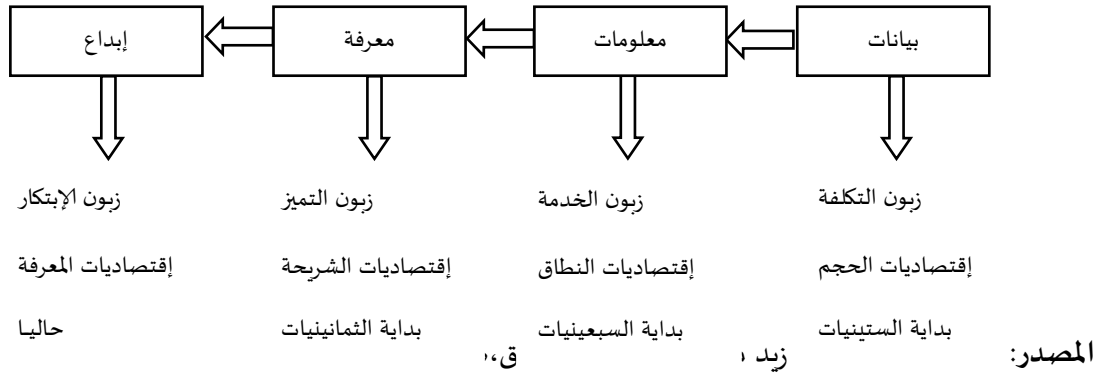 بيانات معلومات معرفة إبداع
زبون التكلفة زبون الخدمة زبون التميز زبون الإبتكار
إقتصاديات الحجم إقتصاديات النطاق إقتصاديات الشريحة إقتصاديات المعرفة
بداية الستينيات بداية السبعينيات بداية الثمانينيات حاليا
المصدر: زيد